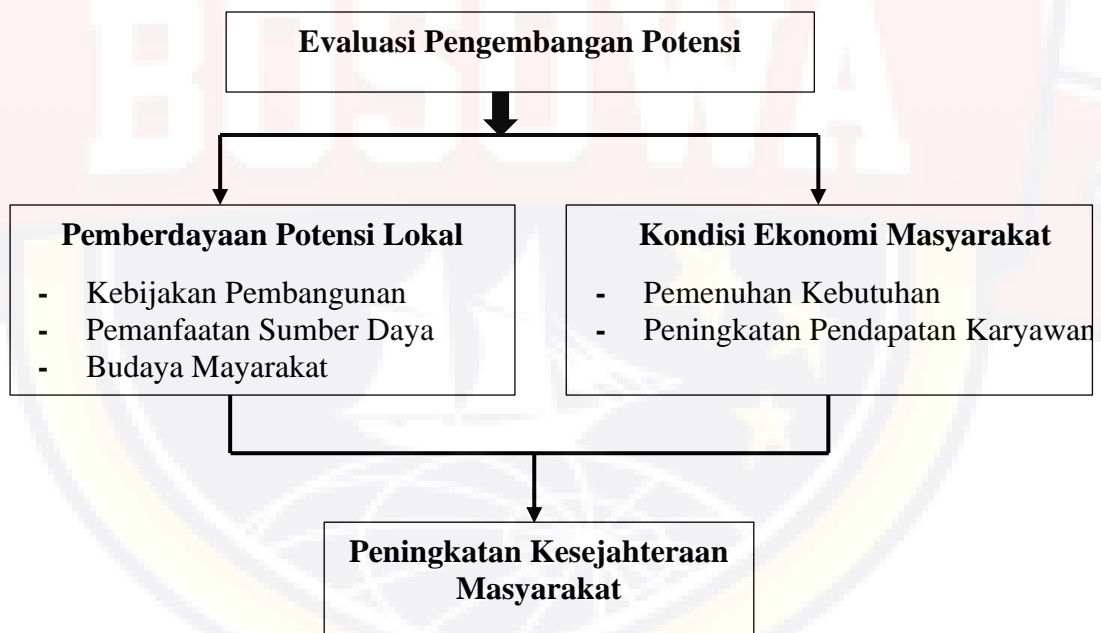 BOSOWA
Evaluasi Pengembangan Potensi
Pemberdayaan Potensi Lokal
- Kebijakan Pembangunan
- Pemanfaatan Sumber Daya
- Budaya Mayarakat
Kondisi Ekonomi Masyarakat
- Pemenuhan Kebutuhan
- Peningkatan Pendapatan Karyawan
Peningkatan Kesejahteraan
Masyarakat